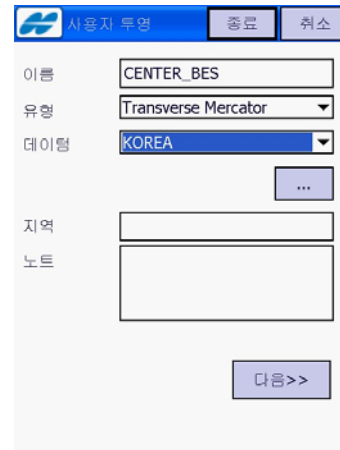 사용자 투영 종료 취소
이름 CENTER_BES
유형 Transverse Mercator
데이텀 KOREA
...
지역
노트
다음>>